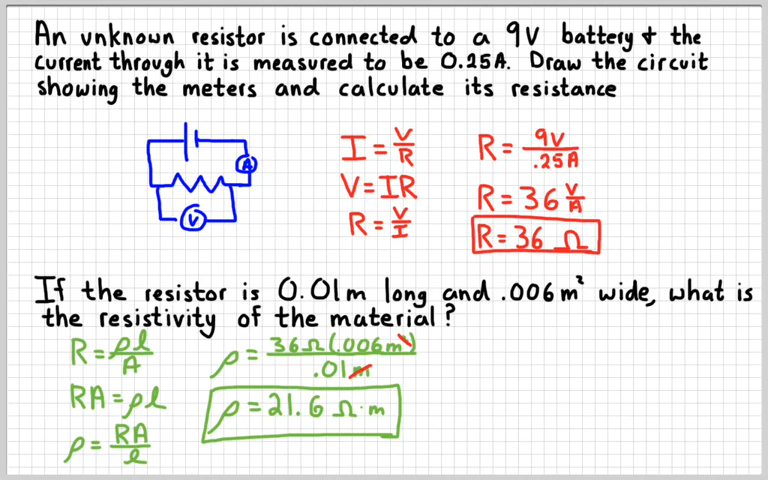 An unknown resistor is connected to a 9V battery & the
current through it is measured to be 0.25A. Draw the circuit
showing the meters and calculate its resistance
A
V
I = V/R
V = IR
R = V/I
R = 9V/.25A
R = 36 V/A
R = 36 Ω
If the resistor is 0.01m long and .006m² wide, what is
the resistivity of the material?
R = ρl/A
RA = ρl
ρ = RA/l
ρ = 36Ω(.006m²)/.01m
ρ = 21.6 Ω·m